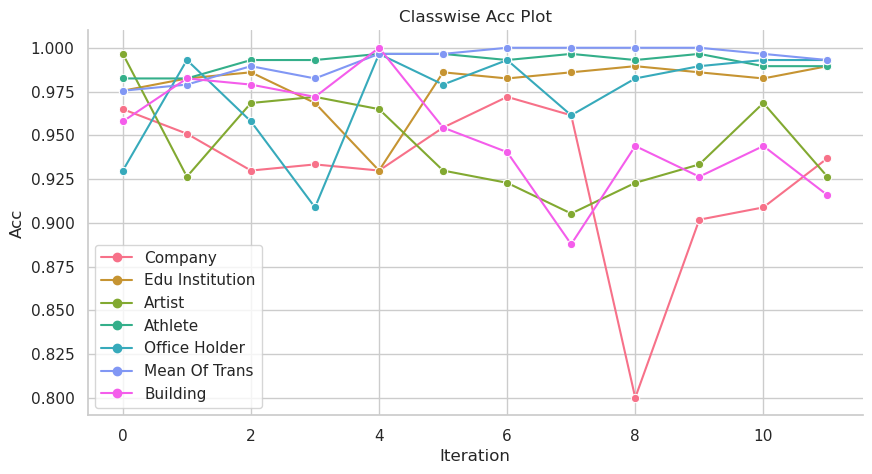 Classwise Acc Plot
1.000
0.975
0.950
0.925
0.900
0.875
0.850
0.825
0.800
Acc
Company
Edu Institution
Artist
Athlete
Office Holder
Mean Of Trans
Building
0 2 4 6 8 10
Iteration